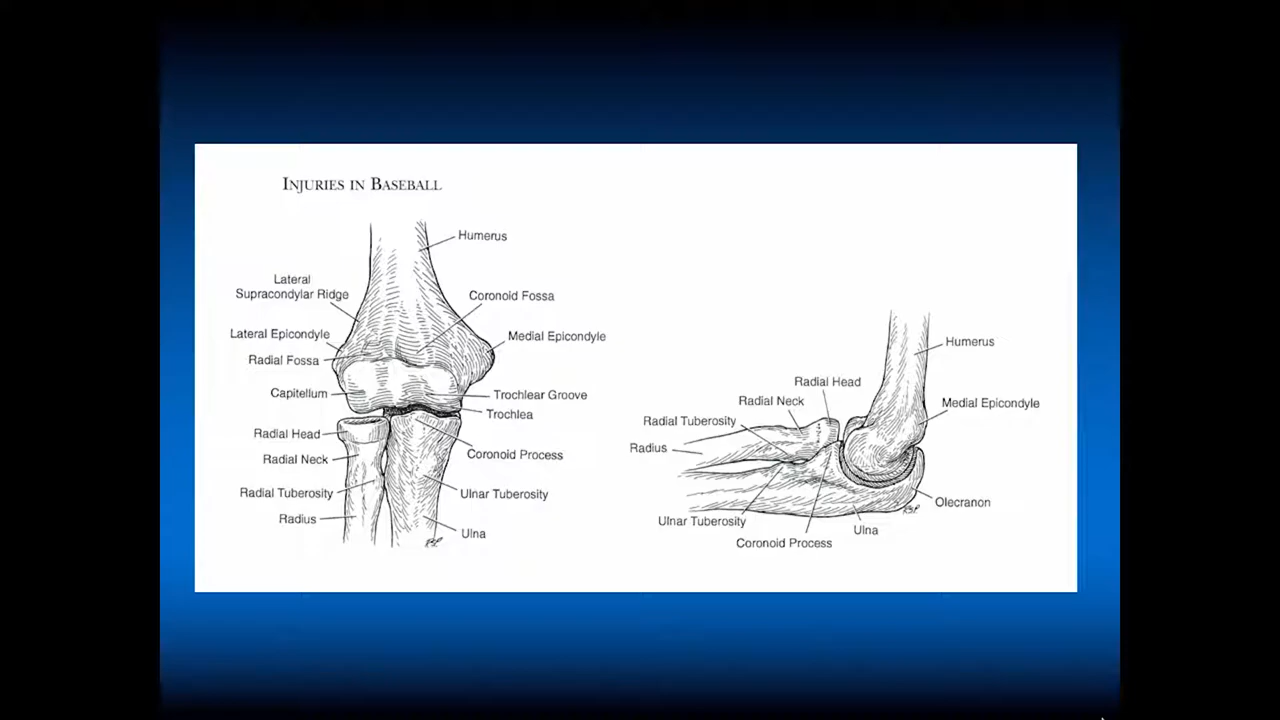 INJURIES IN BASEBALL
Humerus
Lateral
Supracondylar Ridge
Coronoid Fossa
Lateral Epicondyle
Medial Epicondyle
Radial Fossa
Capitellum
Trochlear Groove
Trochlea
Radial Head
Coronoid Process
Radial Neck
Radial Tuberosity
Ulnar Tuberosity
Radius
Ulna
Humerus
Radial Head
Radial Neck
Medial Epicondyle
Radial Tuberosity
Radius
Olecranon
Ulnar Tuberosity
Ulna
Coronoid Process